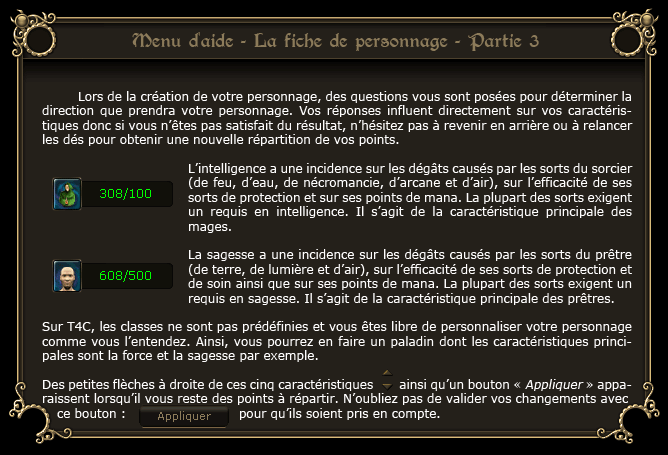 Menu d'aide - La fiche de personnage - Partie 3
Lors de la création de votre personnage, des questions vous sont posées pour déterminer la
direction que prendra votre personnage. Vos réponses influent directement sur vos caractéris-
tiques donc si vous n'êtes pas satisfait du résultat, n'hésitez pas à revenir en arrière ou à relancer
les dés pour obtenir une nouvelle répartition de vos points.
308/100
L'intelligence a une incidence sur les dégâts causés par les sorts du sorcier
(de feu, d'eau, de nécromancie, d'arcane et d'air), sur l'efficacité de ses
sorts de protection et sur ses points de mana. La plupart des sorts exigent
un requis en intelligence. Il s'agit de la caractéristique principale des
mages.
608/500
La sagesse a une incidence sur les dégâts causés par les sorts du prêtre
(de terre, de lumière et d'air), sur l'efficacité de ses sorts de protection et
de soin ainsi que sur ses points de mana. La plupart des sorts exigent un
requis en sagesse. Il s'agit de la caractéristique principale des prêtres.
Sur T4C, les classes ne sont pas prédéfinies et vous êtes libre de personnaliser votre personnage
comme vous l'entendez. Ainsi, vous pourrez en faire un paladin dont les caractéristiques princi-
pales sont la force et la sagesse par exemple.
Des petites flèches à droite de ces cinq caractéristiques ainsi qu'un bouton « Appliquer » appa-
raissent lorsqu'il vous reste des points à répartir. N'oubliez pas de valider vos changements avec
ce bouton : Appliquer pour qu'ils soient pris en compte.